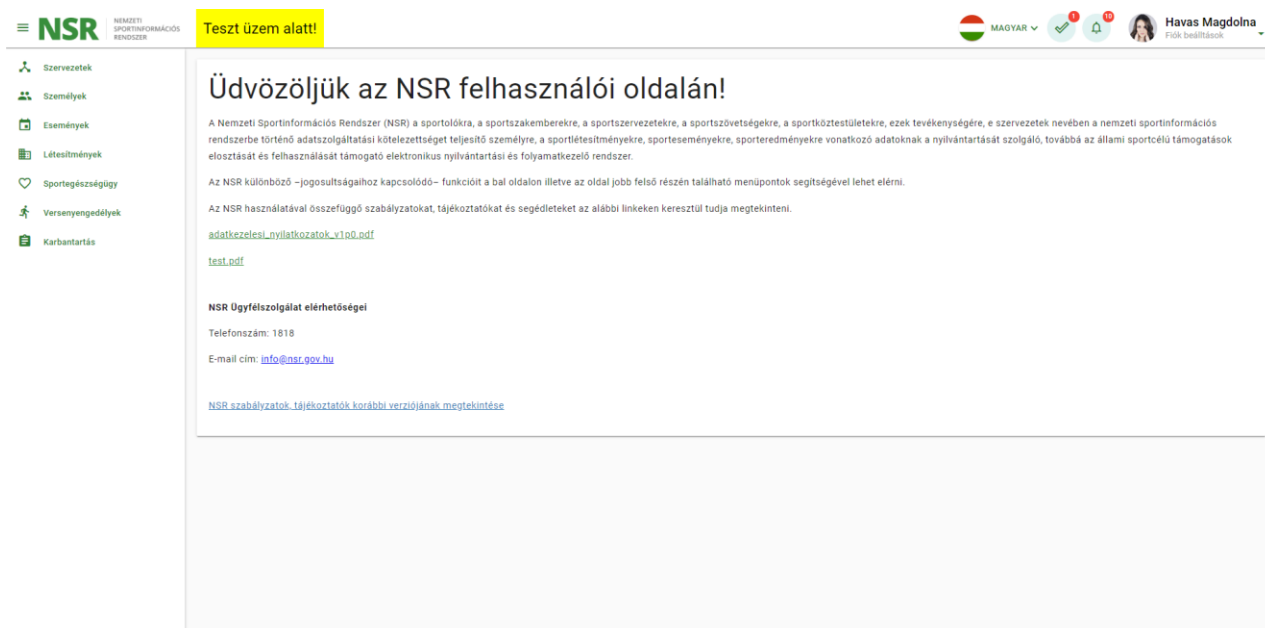 NSR
NEMZETI
SPORTINFORMÁCIÓS
RENDSZER
Teszt üzem alatt!
MAGYAR
1
10
Havas Magdolna
Fiók beállítások
Szervezetek
Személyek
Események
Létesítmények
Sportegészségügy
Versenyengedélyek
Karbantartás
Üdvözöljük az NSR felhasználói oldalán!
A Nemzeti Sportinformációs Rendszer (NSR) a sportolókra, a sportszakemberekre, a sportszervezetekre, a sportszövetségekre, a sportköztestületekre, ezek tevékenységére, e szervezetek nevében a nemzeti sportinformációs
rendszerbe történő adatszolgáltatási kötelezettséget teljesítő személyre, a sportlétesítményekre, sporteseményekre, sporteredményekre vonatkozó adatoknak a nyilvántartását szolgáló, továbbá az állami sportcélú támogatások
elosztását és felhasználását támogató elektronikus nyilvántartási és folyamatkezelő rendszer.
Az NSR különböző –jogosultságaihoz kapcsolódó– funkcióit a bal oldalon illetve az oldal jobb felső részén található menüpontok segítségével lehet elérni.
Az NSR használatával összefüggő szabályzatokat, tájékoztatókat és segédleteket az alábbi linkeken keresztül tudja megtekinteni.
adatkezelesi_nyilatkozatok_v1p0.pdf
test.pdf
NSR Ügyfélszolgálat elérhetőségei
Telefonszám: 1818
E-mail cím: info@nsr.gov.hu
NSR szabályzatok, tájékoztatók korábbi verziójának megtekintése